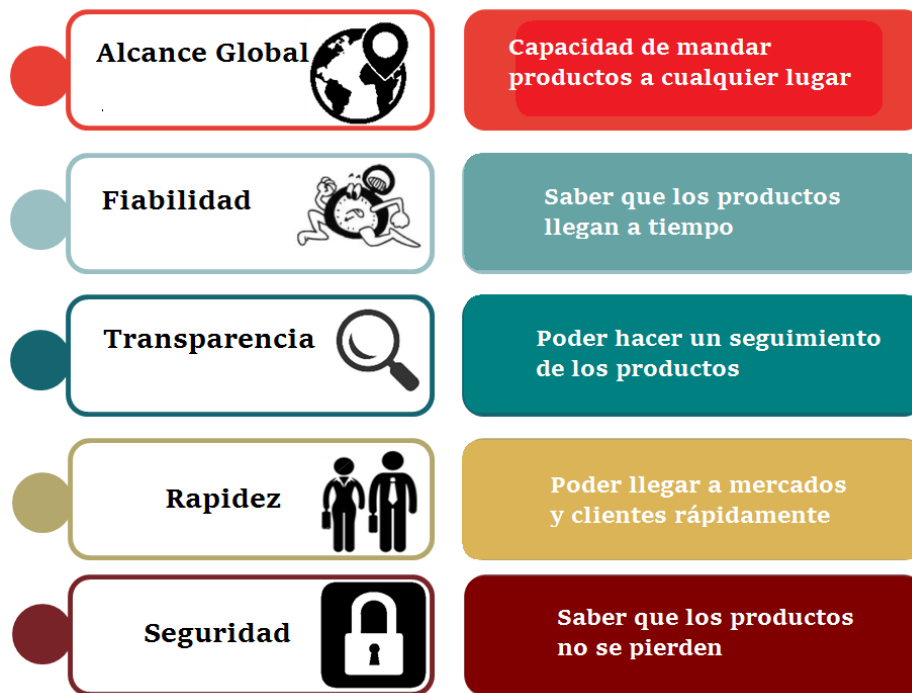 Alcance Global
Capacidad de mandar
productos a cualquier lugar
Fiabilidad
Saber que los productos
llegan a tiempo
Transparencia
Poder hacer un seguimiento
de los productos
Rapidez
Poder llegar a mercados
y clientes rápidamente
Seguridad
Saber que los productos
no se pierden